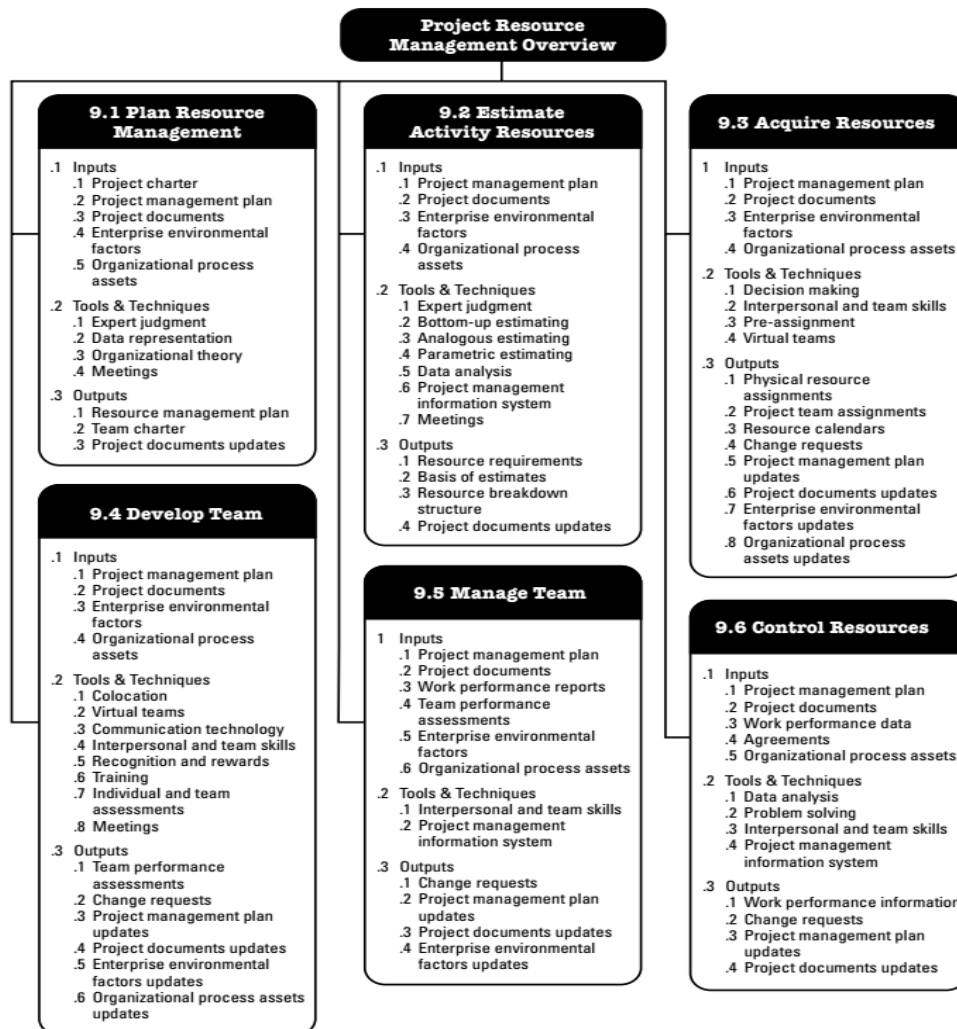 Project Resource
Management Overview
9.1 Plan Resource
Management
.1 Inputs
.1 Project charter
.2 Project management plan
.3 Project documents
.4 Enterprise environmental
factors
.5 Organizational process
assets
.2 Tools & Techniques
.1 Expert judgment
.2 Data representation
.3 Organizational theory
.4 Meetings
.3 Outputs
.1 Resource management plan
.2 Team charter
.3 Project documents updates
9.2 Estimate
Activity Resources
.1 Inputs
.1 Project management plan
.2 Project documents
.3 Enterprise environmental
factors
.4 Organizational process
assets
.2 Tools & Techniques
.1 Expert judgment
.2 Bottom-up estimating
.3 Analogous estimating
.4 Parametric estimating
.5 Data analysis
.6 Project management
information system
.7 Meetings
.3 Outputs
.1 Resource requirements
.2 Basis of estimates
.3 Resource breakdown
structure
.4 Project documents updates
9.3 Acquire Resources
1 Inputs
.1 Project management plan
.2 Project documents
.3 Enterprise environmental
factors
.4 Organizational process assets
.2 Tools & Techniques
.1 Decision making
.2 Interpersonal and team skills
.3 Pre-assignment
.4 Virtual teams
.3 Outputs
.1 Physical resource
assignments
.2 Project team assignments
.3 Resource calendars
.4 Change requests
.5 Project management plan
updates
.6 Project documents updates
.7 Enterprise environmental
factors updates
.8 Organizational process
assets updates
9.4 Develop Team
.1 Inputs
.1 Project management plan
.2 Project documents
.3 Enterprise environmental
factors
.4 Organizational process
assets
.2 Tools & Techniques
.1 Colocation
.2 Virtual teams
.3 Communication technology
.4 Interpersonal and team skills
.5 Recognition and rewards
.6 Training
.7 Individual and team
assessments
.8 Meetings
.3 Outputs
.1 Team performance
assessments
.2 Change requests
.3 Project management plan
updates
.4 Project documents updates
.5 Enterprise environmental
factors updates
.6 Organizational process assets
updates
9.5 Manage Team
1 Inputs
.1 Project management plan
.2 Project documents
.3 Work performance reports
.4 Team performance
assessments
.5 Enterprise environmental
factors
.6 Organizational process assets
.2 Tools & Techniques
.1 Interpersonal and team skills
.2 Project management
information system
.3 Outputs
.1 Change requests
.2 Project management plan
updates
.3 Project documents updates
.4 Enterprise environmental
factors updates
9.6 Control Resources
.1 Inputs
.1 Project management plan
.2 Project documents
.3 Work performance data
.4 Agreements
.5 Organizational process assets
.2 Tools & Techniques
.1 Data analysis
.2 Problem solving
.3 Interpersonal and team skills
.4 Project management
information system
.3 Outputs
.1 Work performance information
.2 Change requests
.3 Project management plan
updates
.4 Project documents updates